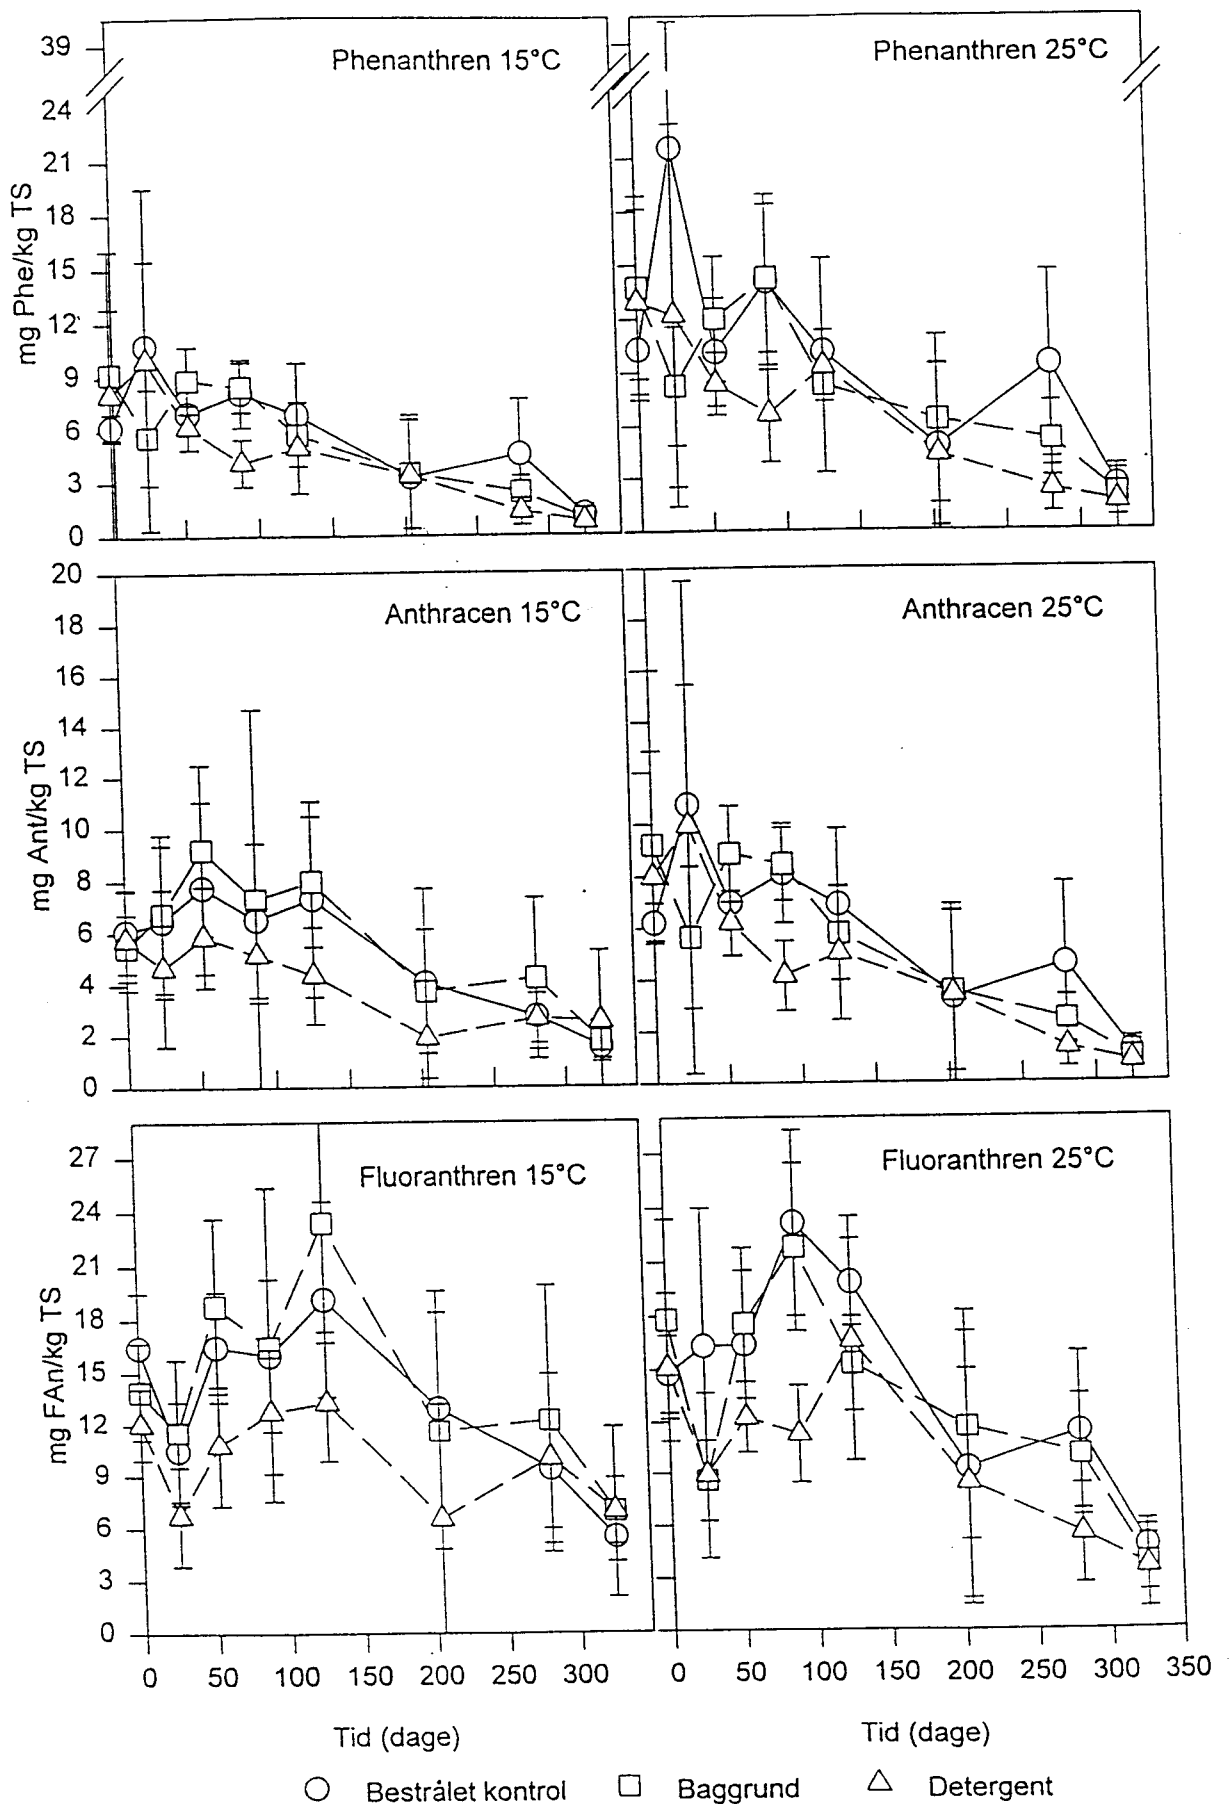 Phenanthren 15°C
Phenanthren 25°C
39
24
21
18
15
12
9
6
3
0
mg Phe/kg TS
Anthracen 15°C
Anthracen 25°C
20
18
16
14
12
10
8
6
4
2
0
mg Ant/kg TS
Fluoranthren 15°C
Fluoranthren 25°C
27
24
21
18
15
12
9
6
3
0
mg FAn/kg TS
0 50 100 150 200 250 300
0 50 100 150 200 250 300 350
Tid (dage)
Tid (dage)
Bestrålet kontrol
Baggrund
Detergent